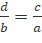 d/b = c/a